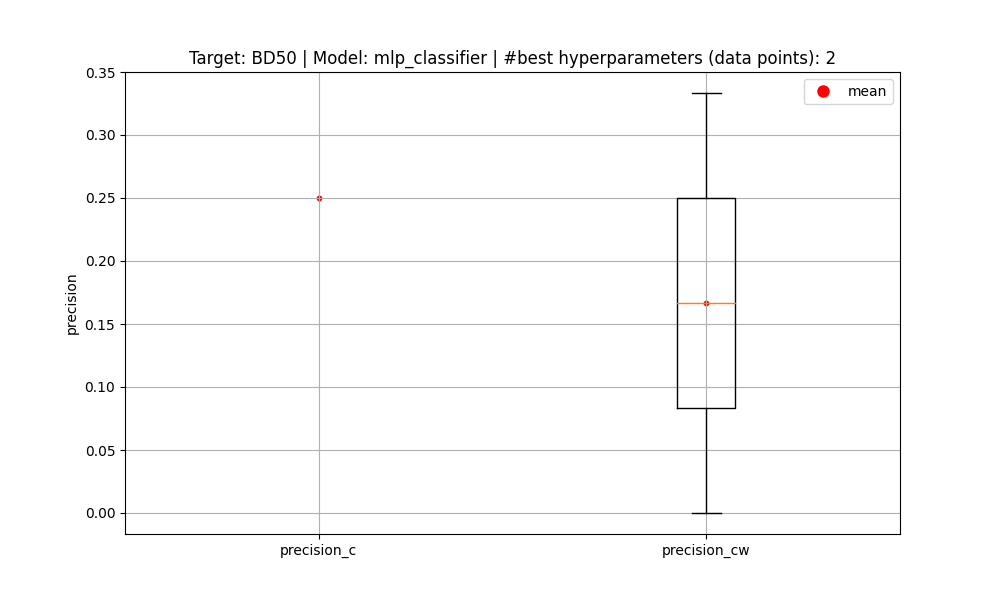 Target: BD50 | Model: mlp_classifier | #best hyperparameters (data points): 2
0.35
mean
0.30
0.25
0.20
0.15
0.10
0.05
0.00
precision
precision_c
precision_cw